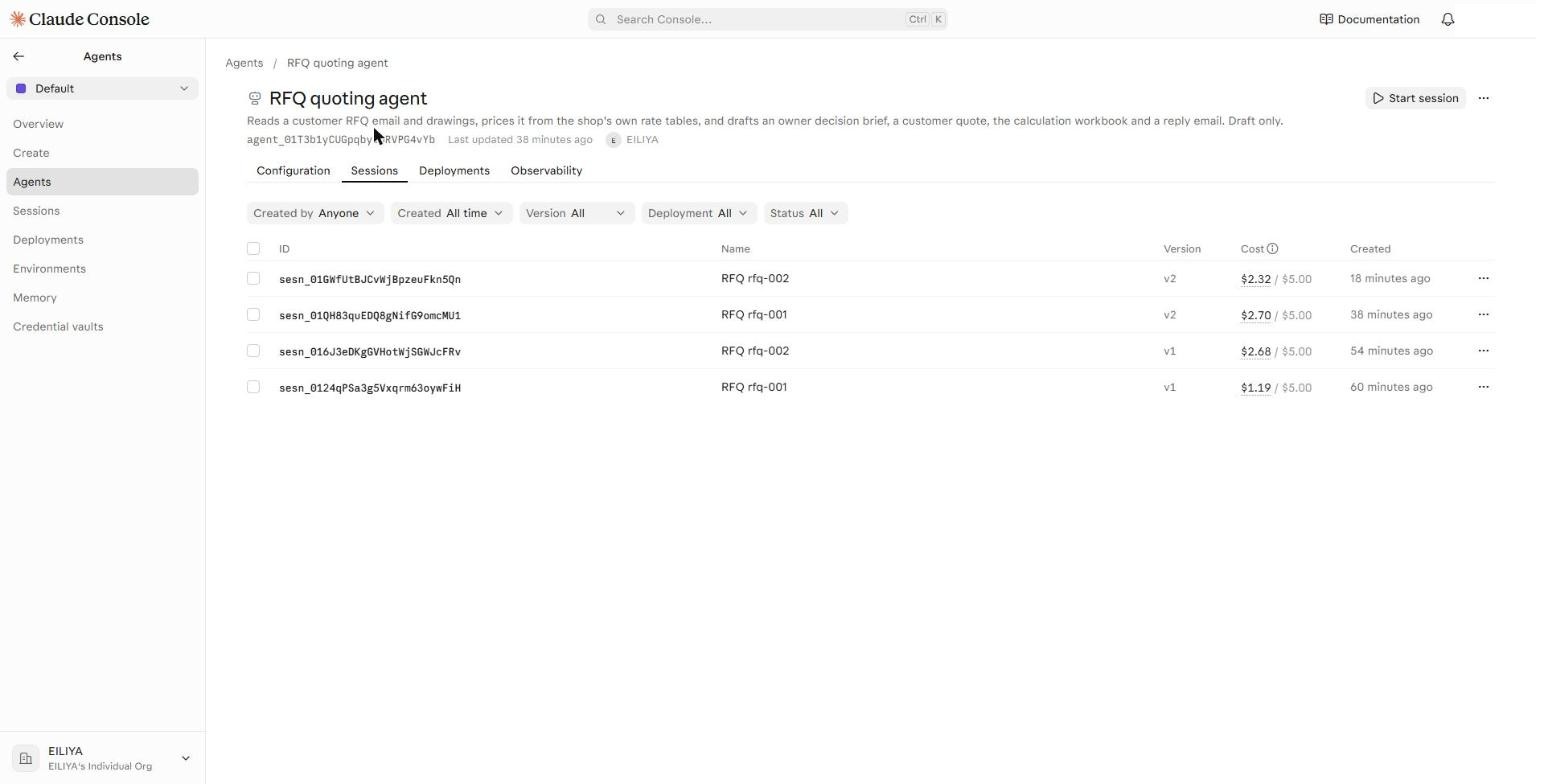 Claude Console
Search Console...
Ctrl K
Documentation
Agents
Default
Overview
Create
Agents
Sessions
Deployments
Environments
Memory
Credential vaults
EILIYA
EILIYA's Individual Org
Agents / RFQ quoting agent
RFQ quoting agent
Start session
Reads a customer RFQ email and drawings, prices it from the shop's own rate tables, and drafts an owner decision brief, a customer quote, the calculation workbook and a reply email. Draft only.
Last updated 38 minutes ago E EILIYA
Configuration Sessions Deployments Observability
Created by Anyone Created All time Version All Deployment All Status All
ID Name Version Cost Created
sesn_01GWfUtBJCvWjBpzeuFkn5Qn RFQ rfq-002 v2 $2.32 / $5.00 18 minutes ago
sesn_01QH83quEDQ8gNifG9omcMU1 RFQ rfq-001 v2 $2.70 / $5.00 38 minutes ago
sesn_016J3eDKgGVHotWjSGWJcFRv RFQ rfq-002 v1 $2.68 / $5.00 54 minutes ago
sesn_0124qPSa3g5Vxqrm63oywFiH RFQ rfq-001 v1 $1.19 / $5.00 60 minutes ago